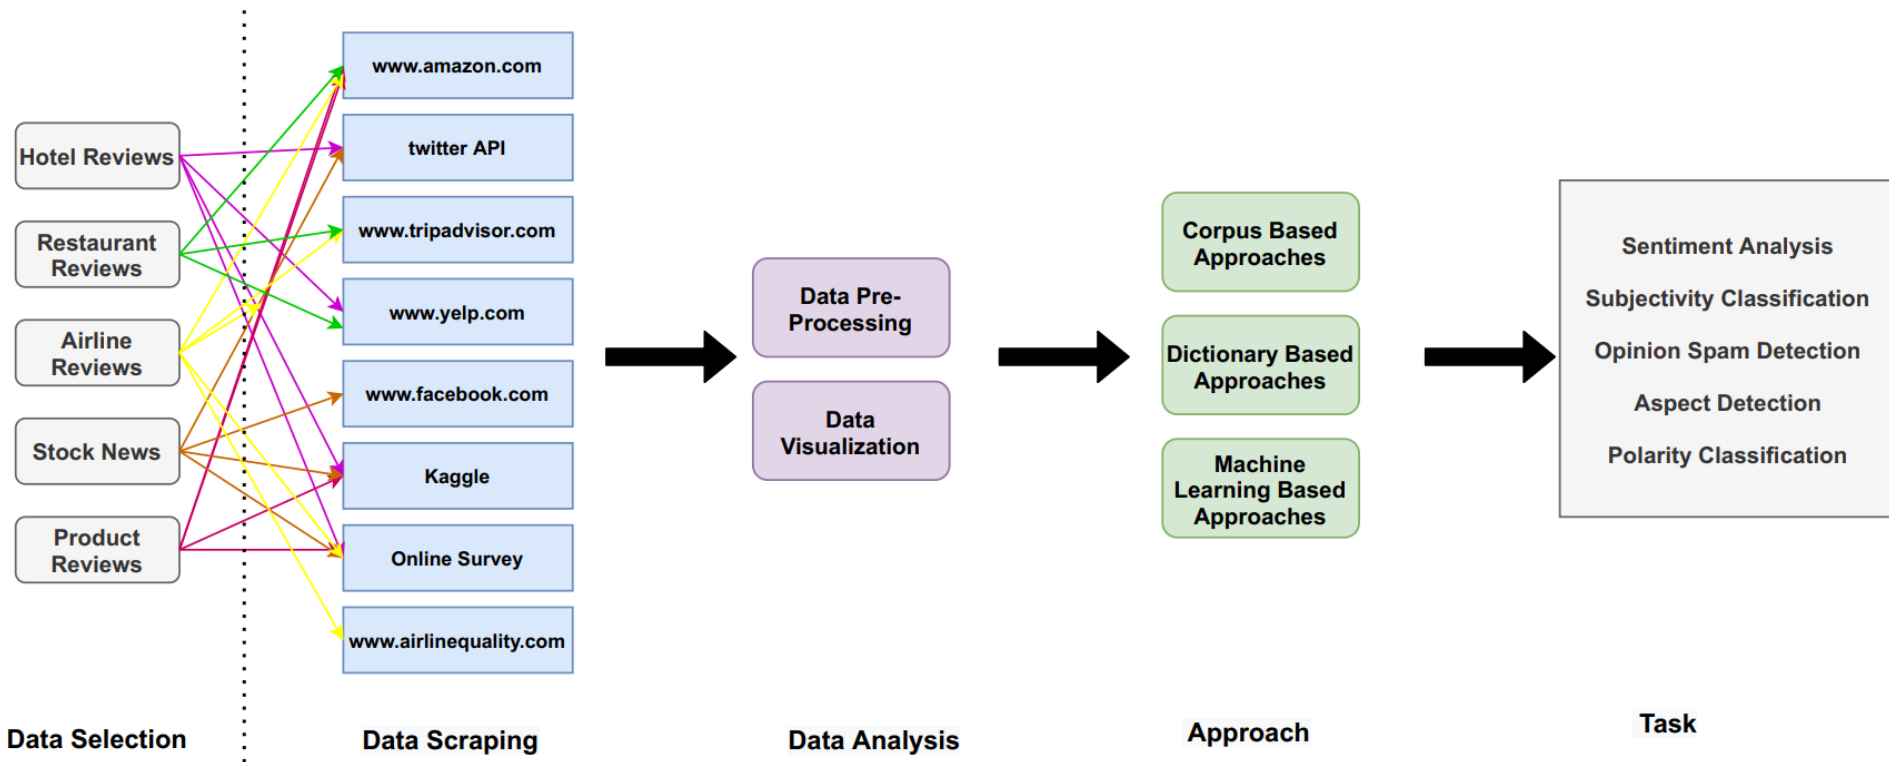 Hotel Reviews
Restaurant
Reviews
Airline
Reviews
Stock News
Product
Reviews
Data Selection
www.amazon.com
twitter API
www.tripadvisor.com
www.yelp.com
www.facebook.com
Kaggle
Online Survey
www.airlinequality.com
Data Scraping
Data Pre-
Processing
Data
Visualization
Data Analysis
Corpus Based
Approaches
Dictionary Based
Approaches
Machine
Learning Based
Approaches
Approach
Sentiment Analysis
Subjectivity Classification
Opinion Spam Detection
Aspect Detection
Polarity Classification
Task